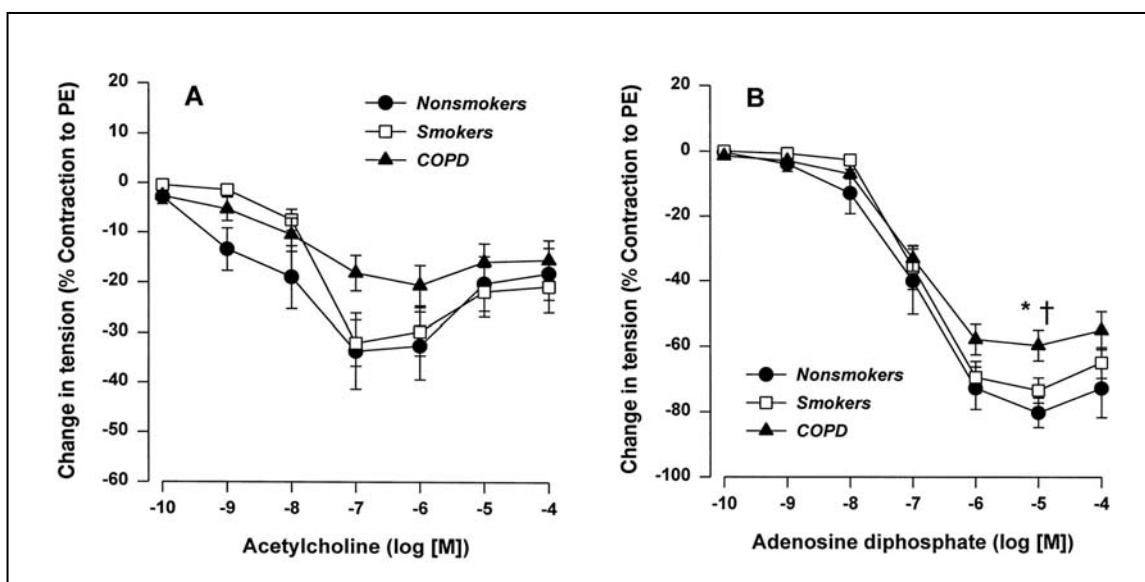 A
Nonsmokers
Smokers
COPD
Change in tension (% Contraction to PE)
20
10
0
-10
-20
-30
-40
-50
-60
-10 -9 -8 -7 -6 -5 -4
Acetylcholine (log [M])
B
* †
Nonsmokers
Smokers
COPD
Change in tension (% Contraction to PE)
20
0
-20
-40
-60
-80
-100
-10 -9 -8 -7 -6 -5 -4
Adenosine diphosphate (log [M])